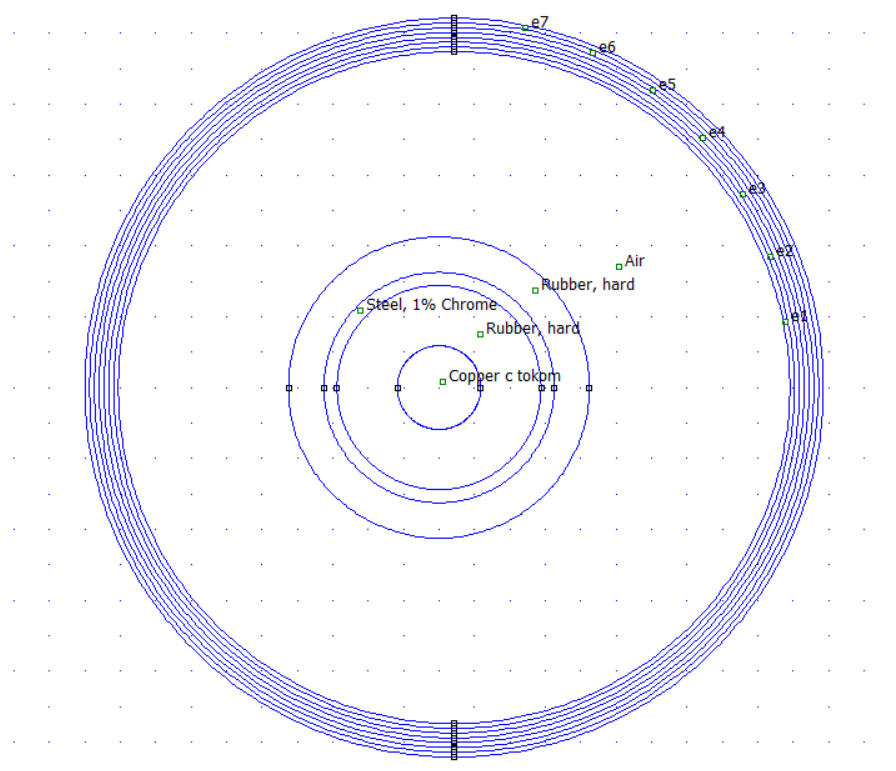 e7
e6
e5
e4
e3
e2
Air
Rubber, hard
Steel, 1% Chrome
e1
Rubber, hard
Copper с tokom